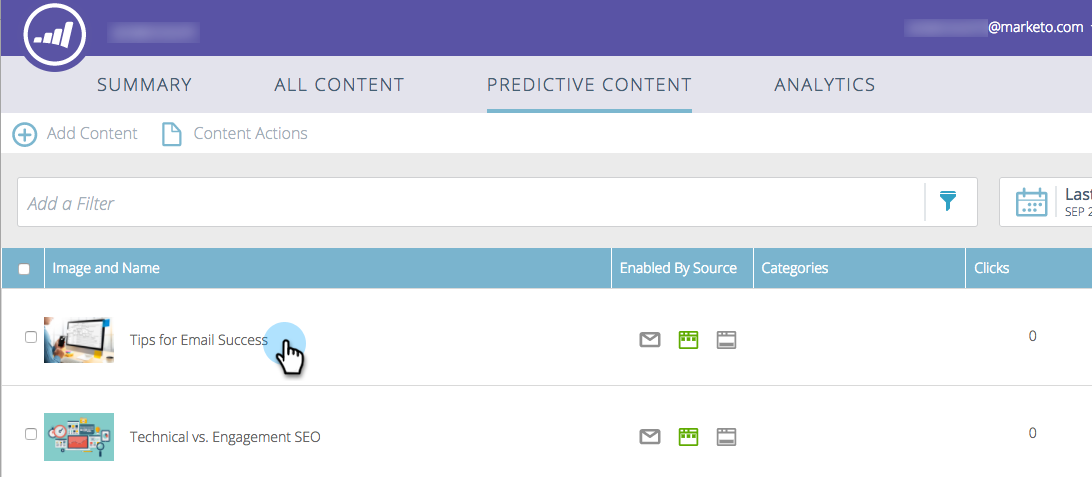 @marketo.com
SUMMARY ALL CONTENT PREDICTIVE CONTENT ANALYTICS
Add Content Content Actions
Add a Filter
Last
SEP 2
Image and Name Enabled By Source Categories Clicks
Tips for Email Success 0
Technical vs. Engagement SEO 0